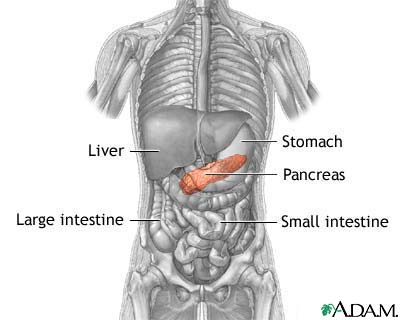 Stomach
Liver
Pancreas
Large intestine
Small intestine
A.D.A.M.